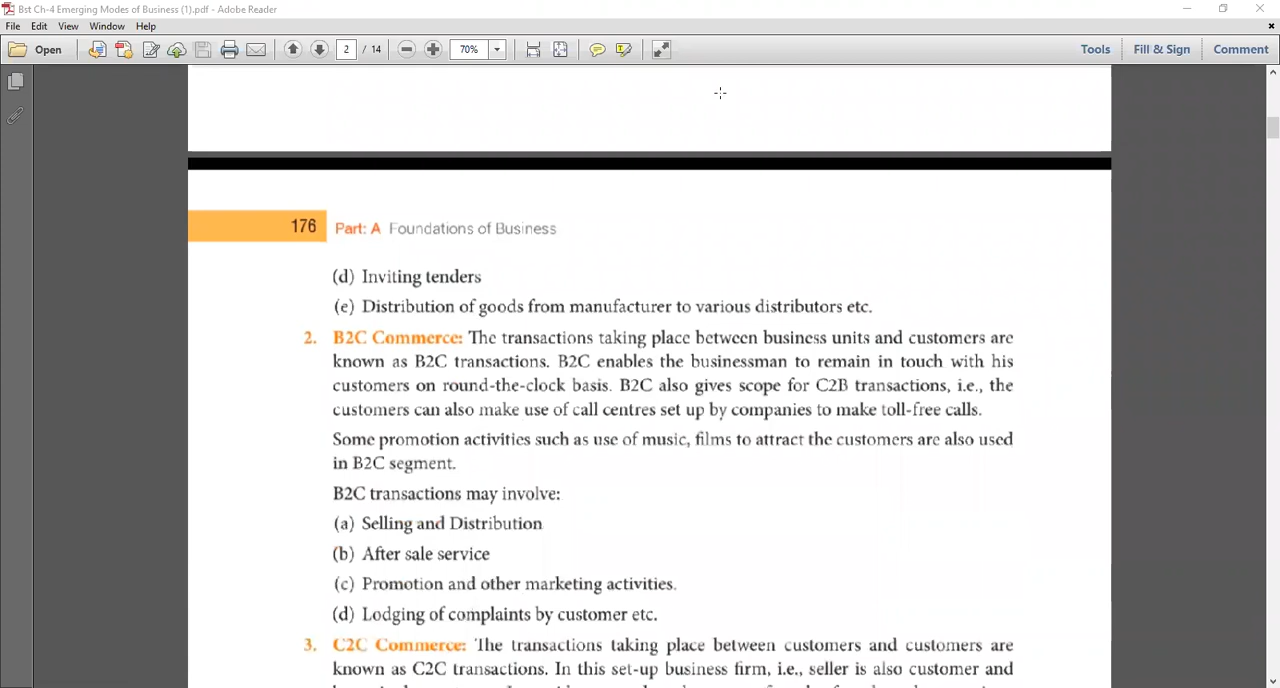 Bst Ch-4 Emerging Modes of Business (1).pdf - Adobe Reader
File Edit View Window Help
Open 2 / 14 70% Tools Fill & Sign Comment
176 Part: A Foundations of Business
(d) Inviting tenders
(e) Distribution of goods from manufacturer to various distributors etc.
2. B2C Commerce: The transactions taking place between business units and customers are
known as B2C transactions. B2C enables the businessman to remain in touch with his
customers on round-the-clock basis. B2C also gives scope for C2B transactions, i.e., the
customers can also make use of call centres set up by companies to make toll-free calls.
Some promotion activities such as use of music, films to attract the customers are also used
in B2C segment.
B2C transactions may involve:
(a) Selling and Distribution
(b) After sale service
(c) Promotion and other marketing activities.
(d) Lodging of complaints by customer etc.
3. C2C Commerce: The transactions taking place between customers and customers are
known as C2C transactions. In this set-up business firm, i.e., seller is also customer and